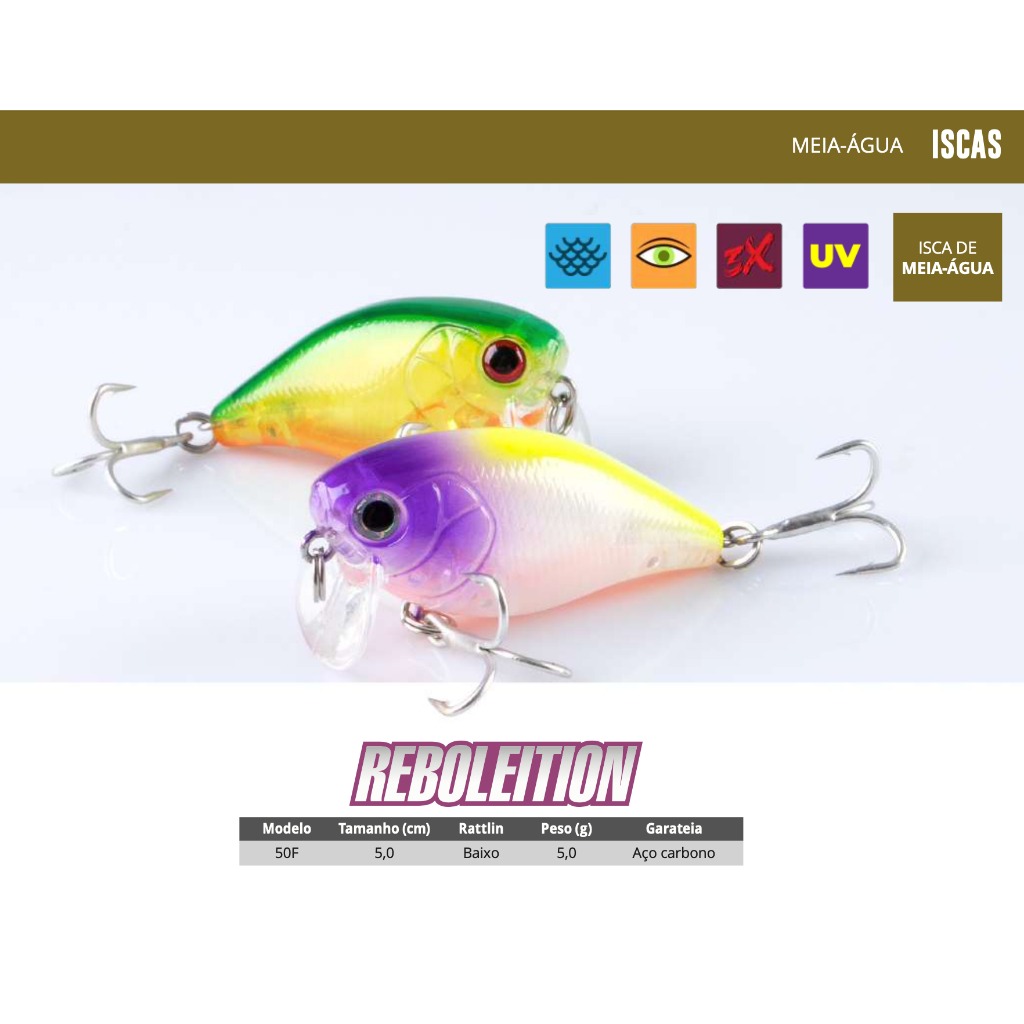 MEIA-ÁGUA ISCAS
3X UV
ISCA DE
MEIA-ÁGUA
REBOLEITION
Modelo Tamanho (cm) Rattlin Peso (g) Garateia
50F 5,0 Baixo 5,0 Aço carbono